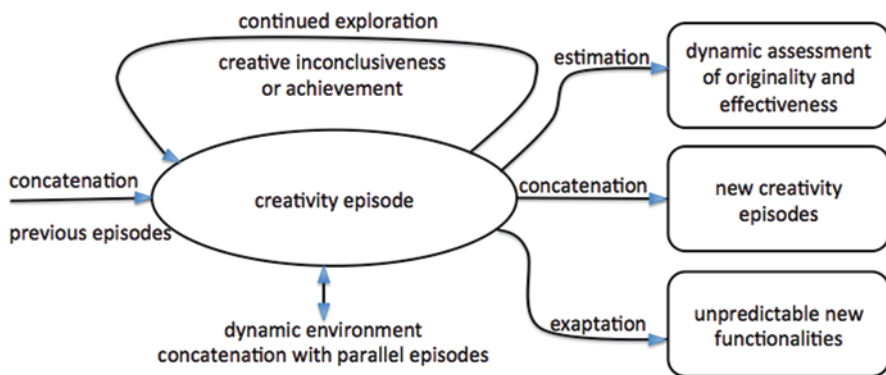 continued exploration
creative inconclusiveness
or achievement
estimation
dynamic assessment
of originality and
effectiveness
concatenation
previous episodes
creativity episode
concatenation
new creativity
episodes
dynamic environment
concatenation with parallel episodes
exaptation
unpredictable new
functionalities